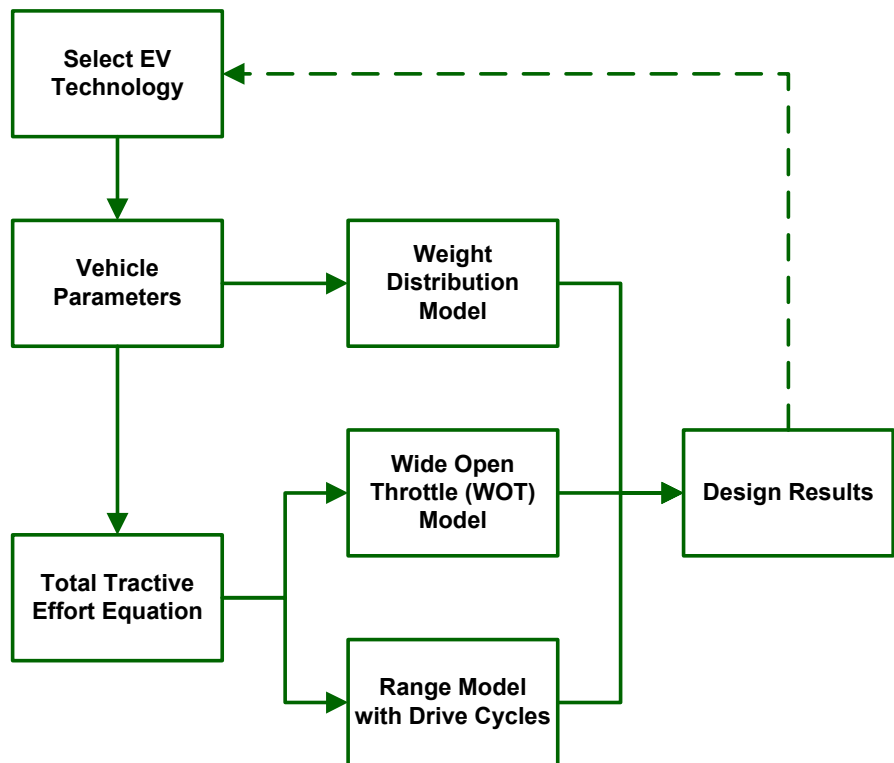 Select EV
Technology
Vehicle
Parameters
Weight
Distribution
Model
Wide Open
Throttle (WOT)
Model
Design Results
Total Tractive
Effort Equation
Range Model
with Drive Cycles